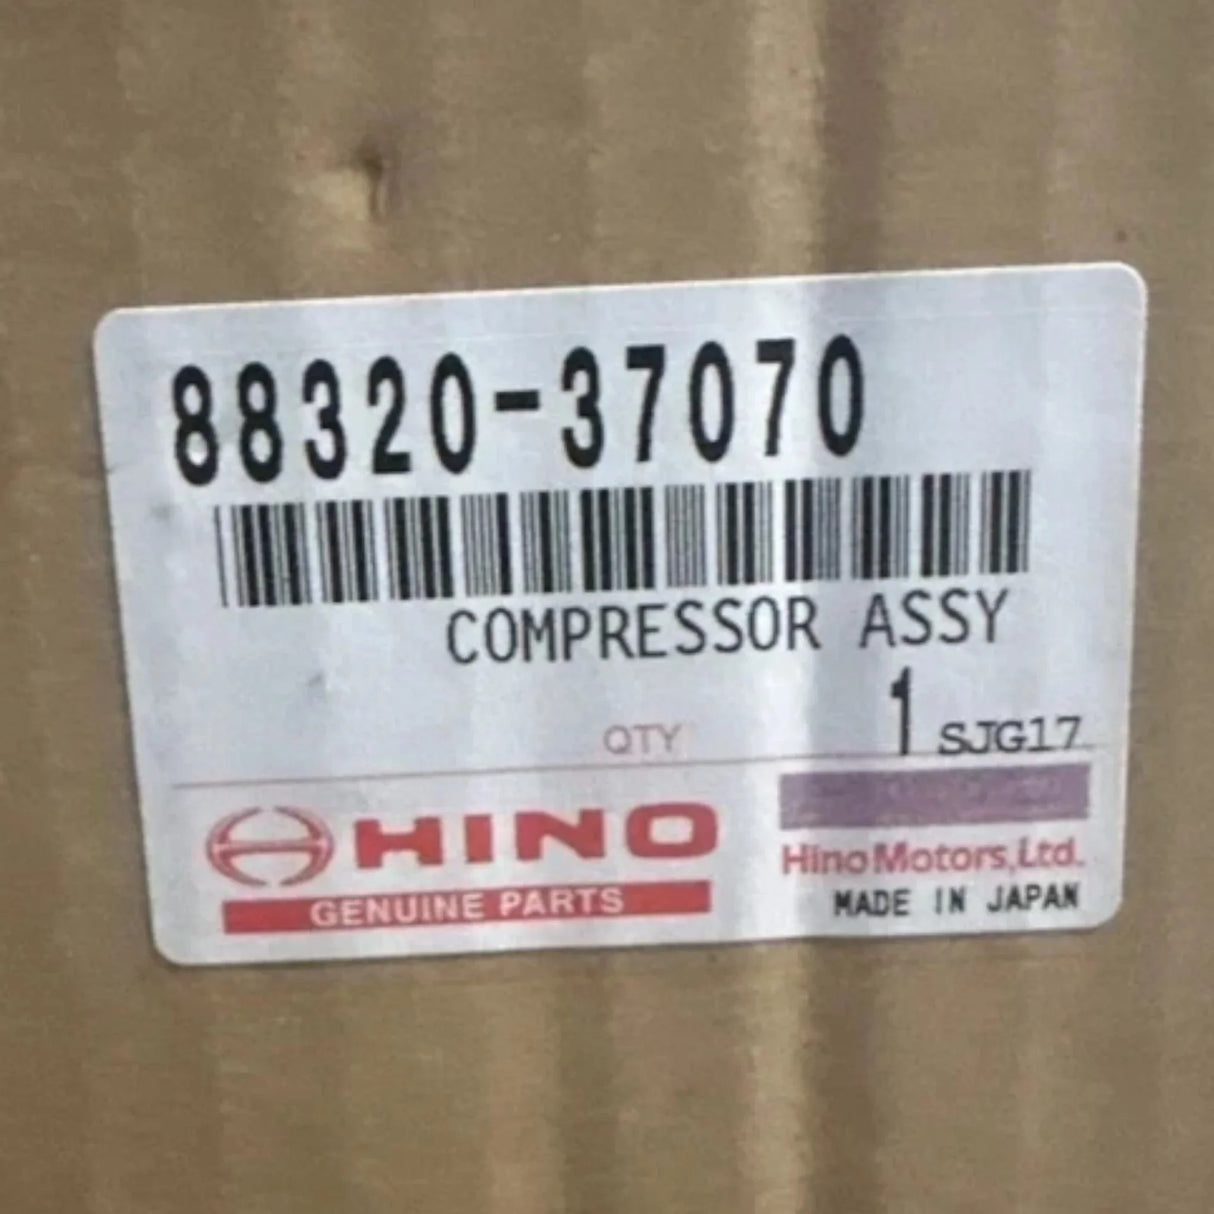 88320-37070
COMPRESSOR ASSY
QTY 1 SJG17
HINO
GENUINE PARTS
Hino Motors,Ltd.
MADE IN JAPAN